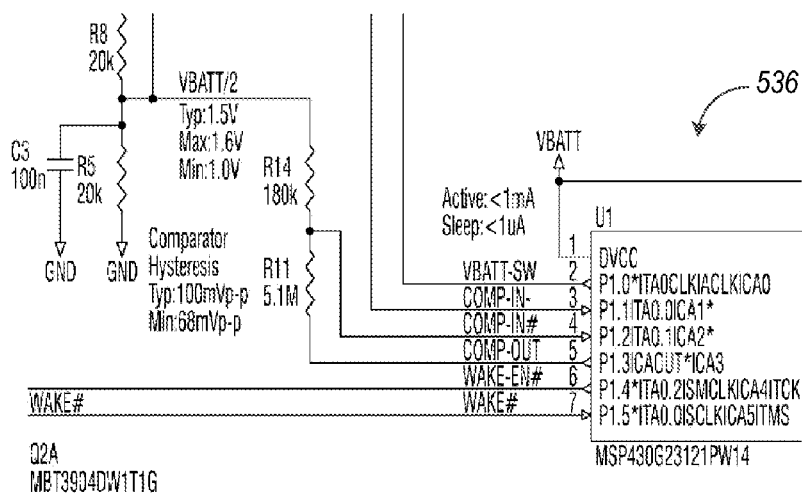 R8
20k
VBATT/2
Typ:1.5V
Max:1.6V
Min:1.0V
C3
100n
R5
20k
R14
180k
GND
GND
Comparator
Hysteresis
Typ:100mVp-p
Min:68mVp-p
R11
5.1M
536
VBATT
Active:<1mA
Sleep:<1uA
U1
1
DVCC
VBATT-SW
2
P1.0*ITA0CLKIACLKICA0
COMP-IN-
3
P1.1ITA0.0ICA1*
COMP-IN#
4
P1.2ITA0.1ICA2*
COMP-OUT
5
P1.3ICACUT*ICA3
WAKE-EN#
6
P1.4*ITA0.2ISMCLKICA4ITCK
WAKE#
WAKE#
7
P1.5*ITA0.0ISCLKICA5ITMS
MSP430G23121PW14
Q2A
MBT3904DW1T1G